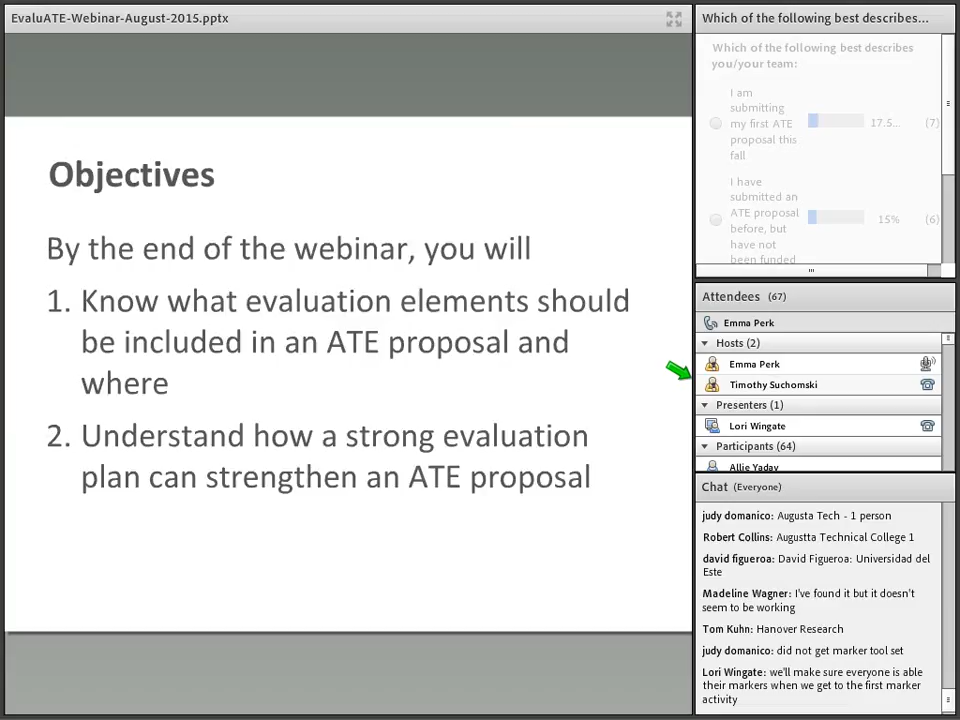 EvaluATE-Webinar-August-2015.pptx
Objectives
By the end of the webinar, you will
1. Know what evaluation elements should
be included in an ATE proposal and
where
2. Understand how a strong evaluation
plan can strengthen an ATE proposal
Which of the following best describes...
Which of the following best describes
you/your team:
I am
submitting
my first ATE
proposal this
fall
17.5... (7)
I have
submitted an
ATE proposal
before, but
have not
been funded
15% (6)
Attendees (67)
Emma Perk
Hosts (2)
Emma Perk
Timothy Suchomski
Presenters (1)
Lori Wingate
Participants (64)
Allie Yadav
Chat (Everyone)
judy domanico: Augusta Tech - 1 person
Robert Collins: Augustta Technical College 1
david figueroa: David Figueroa: Universidad del
Este
Madeline Wagner: I've found it but it doesn't
seem to be working
Tom Kuhn: Hanover Research
judy domanico: did not get marker tool set
Lori Wingate: we'll make sure everyone is able
their markers when we get to the first marker
activity